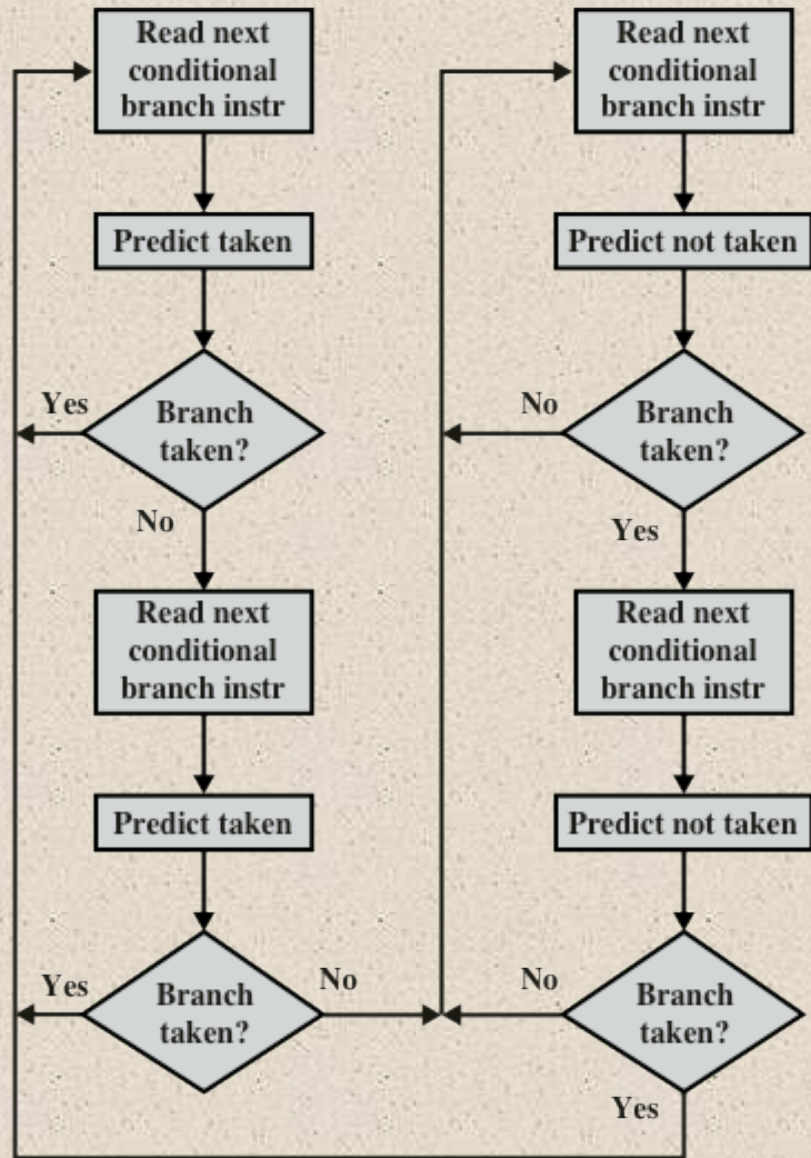 Read next
conditional
branch instr
Predict taken
Yes
Branch
taken?
No
Read next
conditional
branch instr
Predict taken
Yes
Branch
taken?
No
Read next
conditional
branch instr
Predict not taken
No
Branch
taken?
Yes
Read next
conditional
branch instr
Predict not taken
No
Branch
taken?
Yes